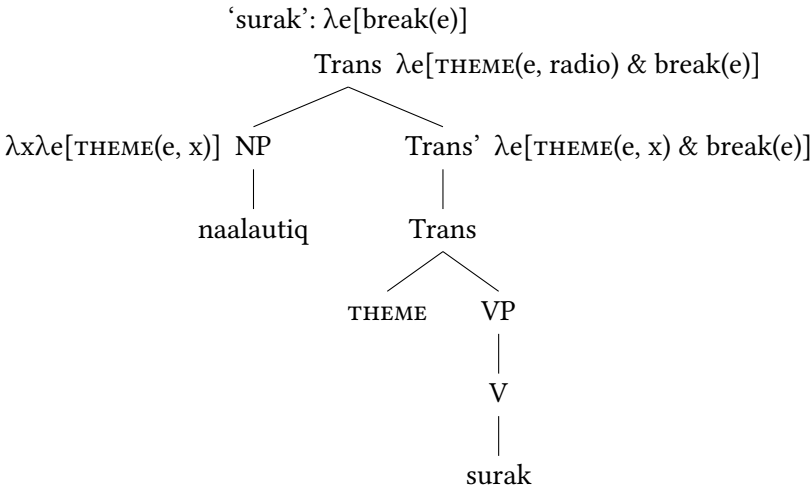 ‘surak’: λe[break(e)]
Trans λe[THEME(e, radio) & break(e)]
λxλe[THEME(e, x)] NP Trans’ λe[THEME(e, x) & break(e)]
naalautiq Trans
THEME VP
V
surak